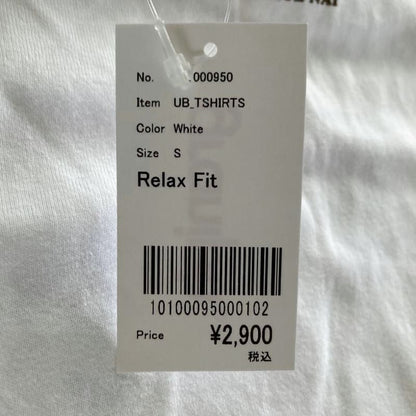 No. 000950
Item UB_TSHIRTS
Color White
Size S
Relax Fit
10100095000102
Price ¥2,900
税込